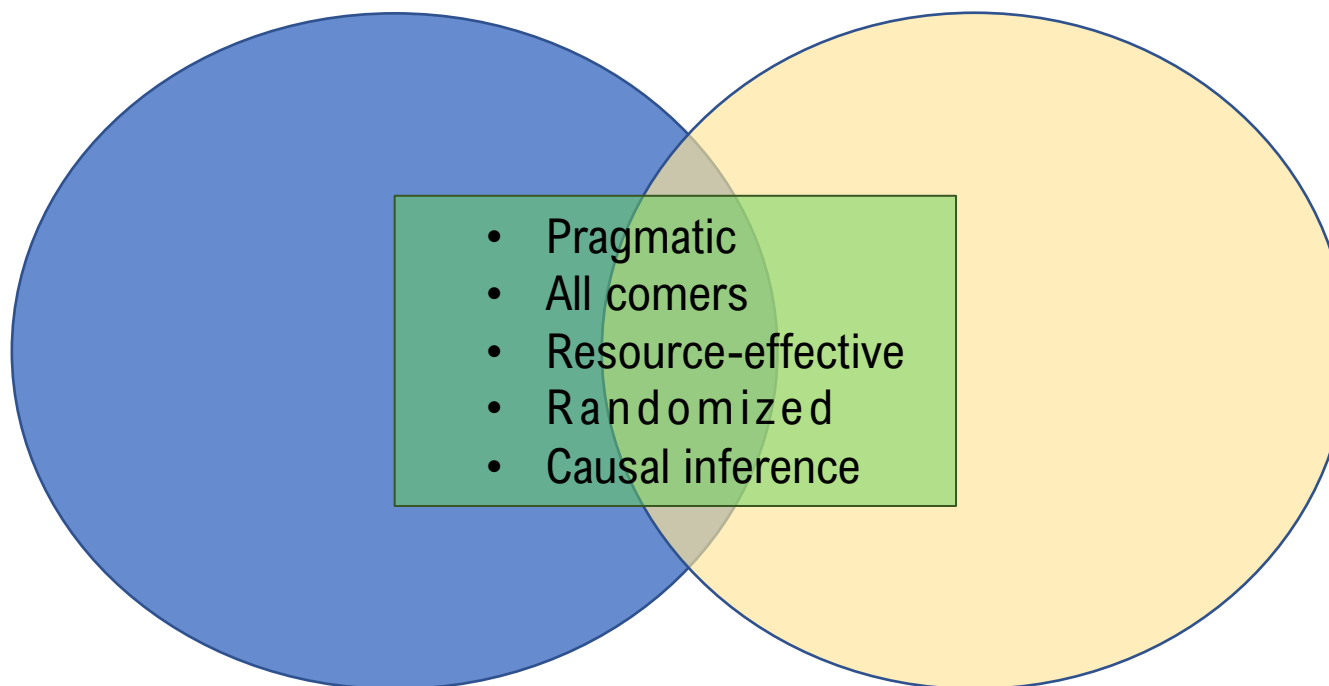 • Pragmatic
• All comers
• Resource-effective
• Randomized
• Causal inference